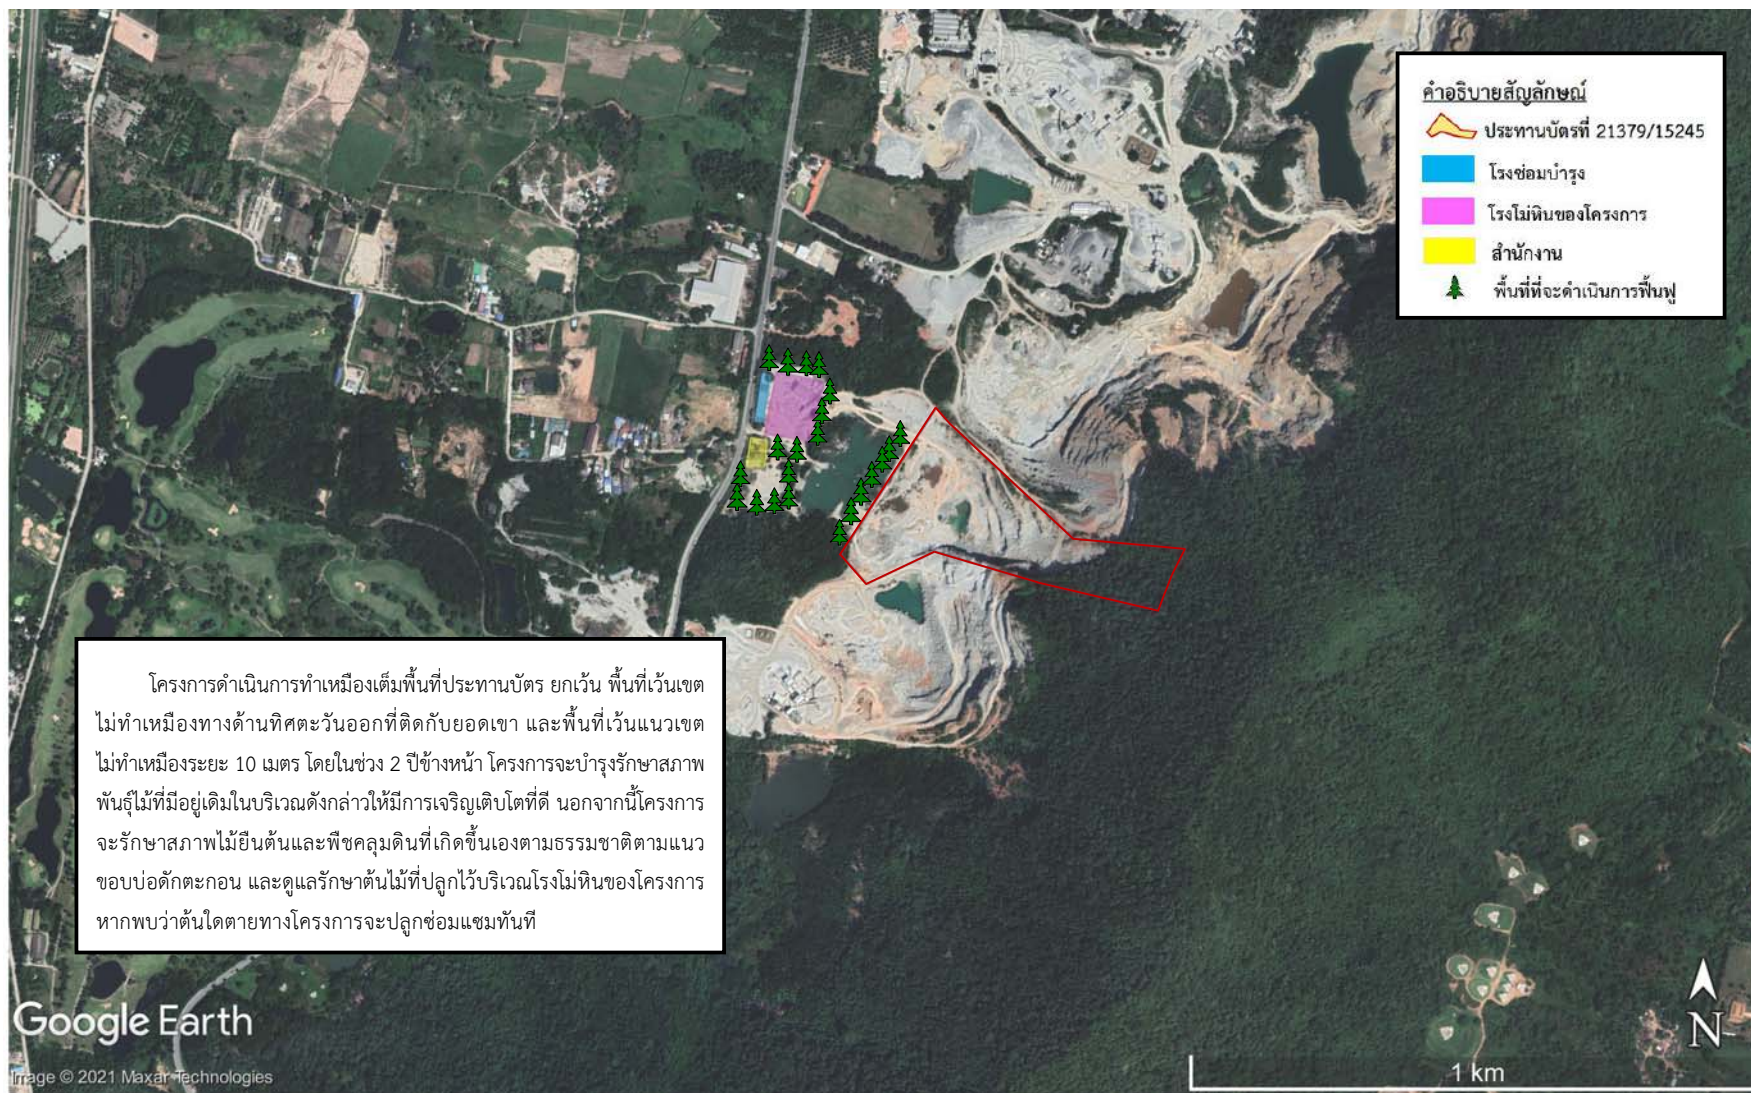 คำอธิบายสัญลักษณ์
ประทานบัตรที่ 21379/15245
โรงซ่อมบำรุง
โรงโม่หินของโครงการ
สำนักงาน
พื้นที่ที่จะดำเนินการฟื้นฟู
โครงการดำเนินการทำเหมืองเต็มพื้นที่ประทานบัตร ยกเว้น พื้นที่เว้นเขต
ไม่ทำเหมืองทางด้านทิศตะวันออกที่ติดกับยอดเขา และพื้นที่เว้นแนวเขต
ไม่ทำเหมืองระยะ 10 เมตร โดยในช่วง 2 ปีข้างหน้า โครงการจะบำรุงรักษาสภาพ
พันธุ์ไม้ที่มีอยู่เดิมในบริเวณดังกล่าวให้มีการเจริญเติบโตที่ดี นอกจากนี้โครงการ
จะรักษาสภาพไม้ยืนต้นและพืชคลุมดินที่เกิดขึ้นเองตามธรรมชาติตามแนว
ขอบบ่อดักตะกอน และดูแลรักษาต้นไม้ที่ปลูกไว้บริเวณโรงโม่หินของโครงการ
หากพบว่าต้นใดตายทางโครงการจะปลูกซ่อมแซมทันที
Google Earth
Image © 2021 Maxar Technologies
N
1 km